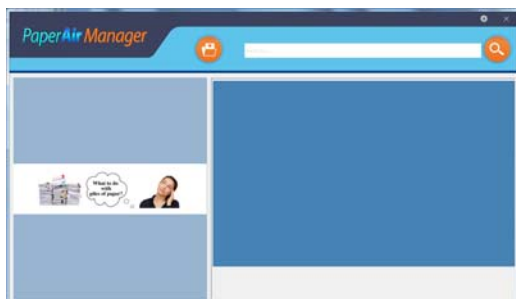 PaperAir Manager
What to do
with
piles of paper?